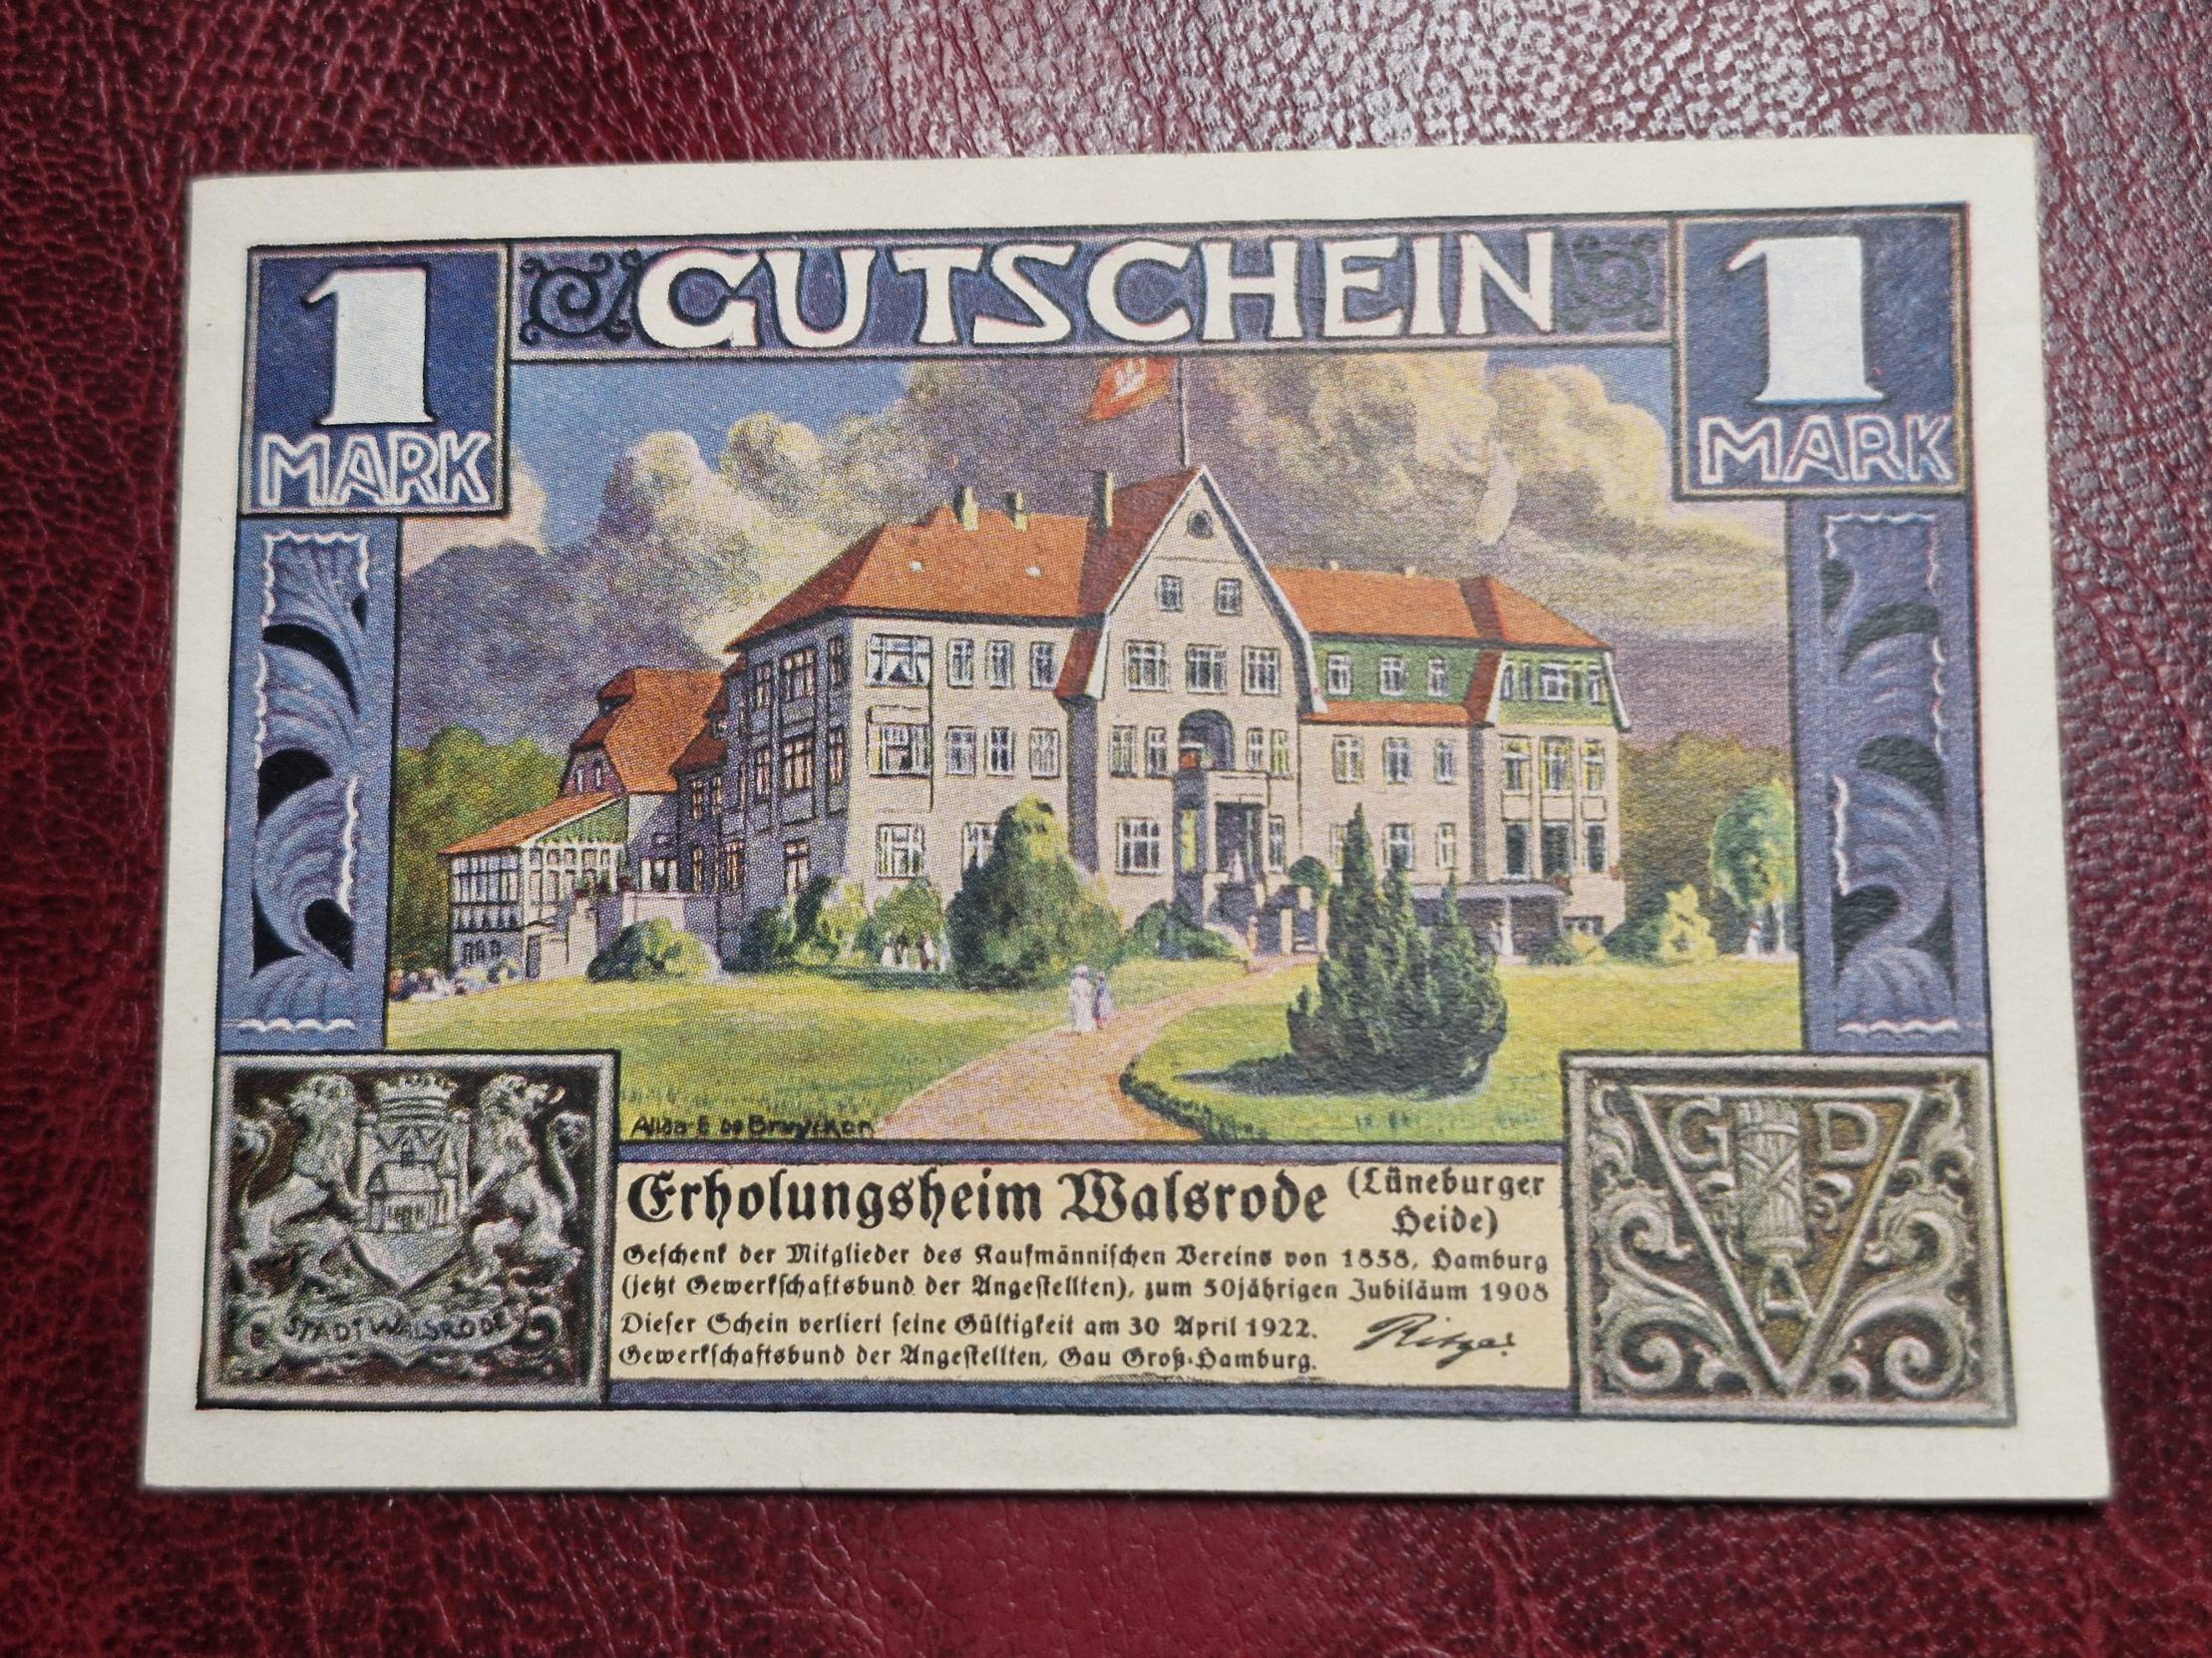 1 MARK
GUTSCHEIN
1 MARK
Erholungsheim Walsrode (Lüneburger Heide)
Geschenk der Mitglieder des Kaufmännischen Vereins von 1858, Hamburg
(jetzt Gewerkschaftsbund der Angestellten), zum 50jährigen Jubiläum 1908
Dieser Schein verliert seine Gültigkeit am 30 April 1922.
Gewerkschaftsbund der Angestellten, Gau Groß-Hamburg.
STADT WALSRODE
G D A